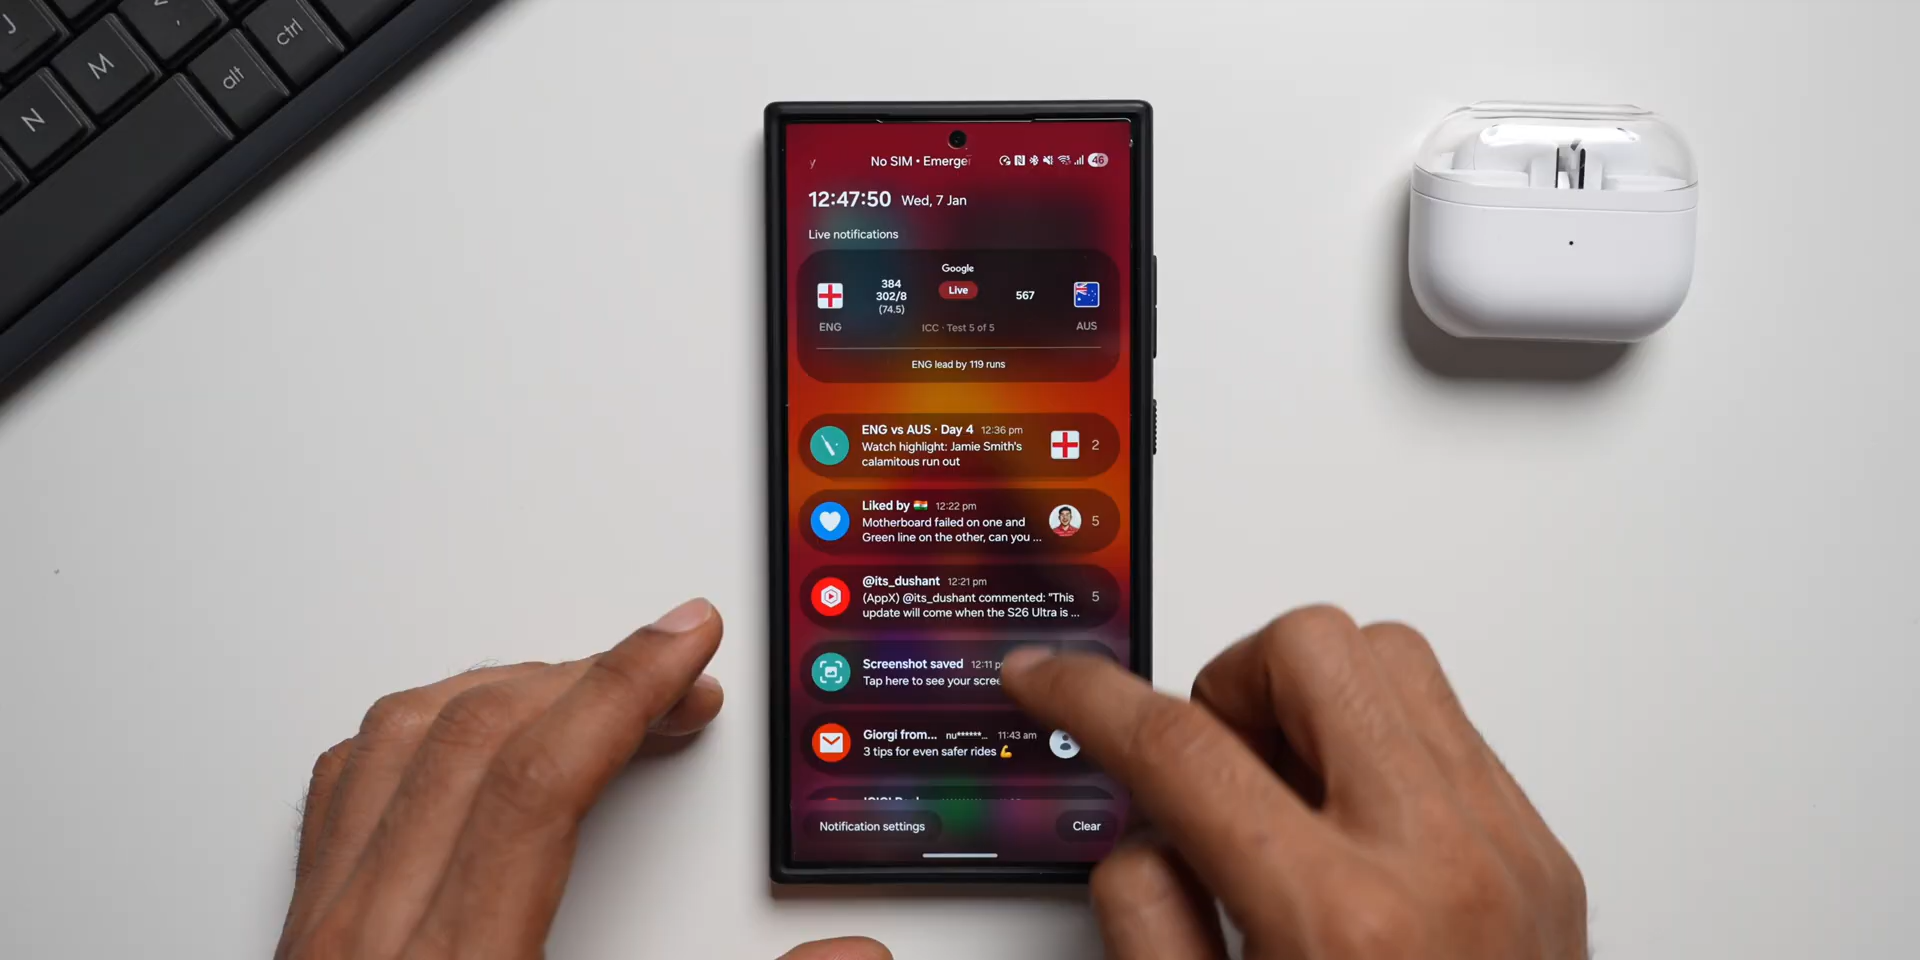 J
N
M
alt
ctrl
y
No SIM • Emerge
46
12:47:50 Wed, 7 Jan
Live notifications
Google
384
302/8
(74.5)
Live
567
ENG
ICC · Test 5 of 5
AUS
ENG lead by 119 runs
ENG vs AUS · Day 4 12:36 pm
Watch highlight: Jamie Smith's
calamitous run out
2
Liked by 🇮🇳 12:22 pm
Motherboard failed on one and
Green line on the other, can you ...
5
@its_dushant 12:21 pm
(AppX) @its_dushant commented: "This
update will come when the S26 Ultra is ...
5
Screenshot saved 12:11 p
Tap here to see your scree
Giorgi from... nu******... 11:43 am
3 tips for even safer rides 💪
Notification settings
Clear